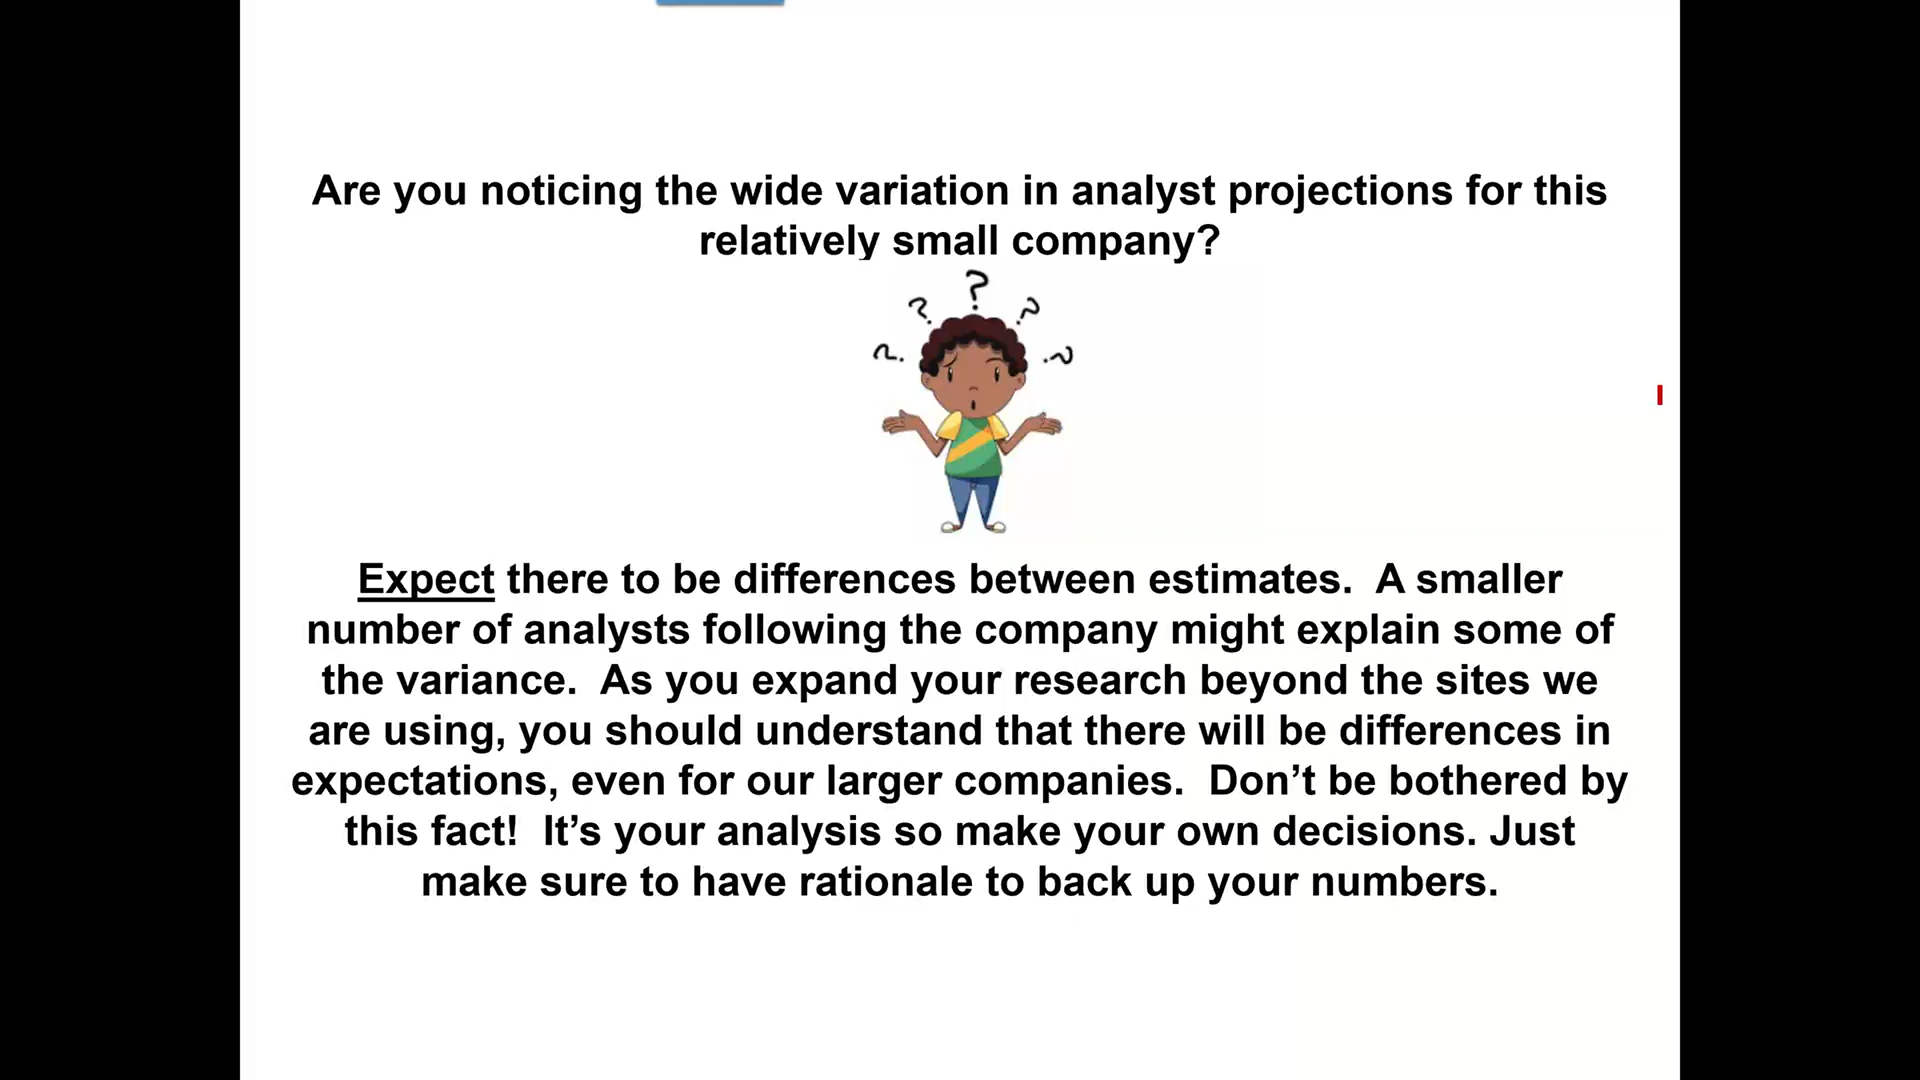 Are you noticing the wide variation in analyst projections for this
relatively small company?
? ? ? ? ?
Expect there to be differences between estimates.  A smaller
number of analysts following the company might explain some of
the variance.  As you expand your research beyond the sites we
are using, you should understand that there will be differences in
expectations, even for our larger companies.  Don’t be bothered by
this fact!  It’s your analysis so make your own decisions. Just
make sure to have rationale to back up your numbers.